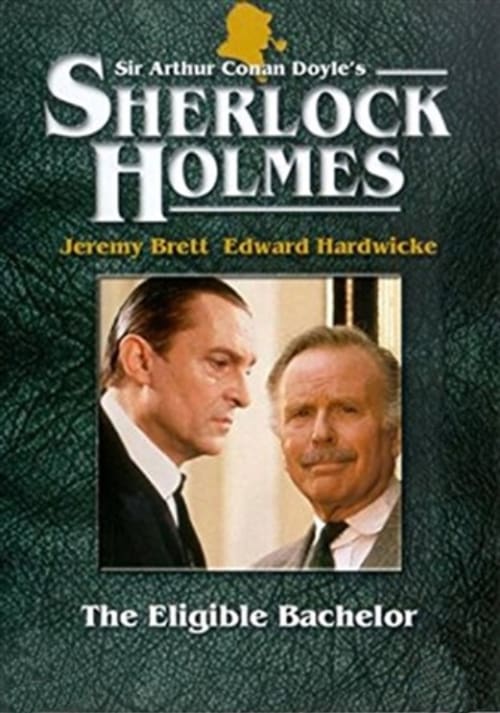 Sir Arthur Conan Doyle's
SHERLOCK
HOLMES
Jeremy Brett Edward Hardwicke
The Eligible Bachelor